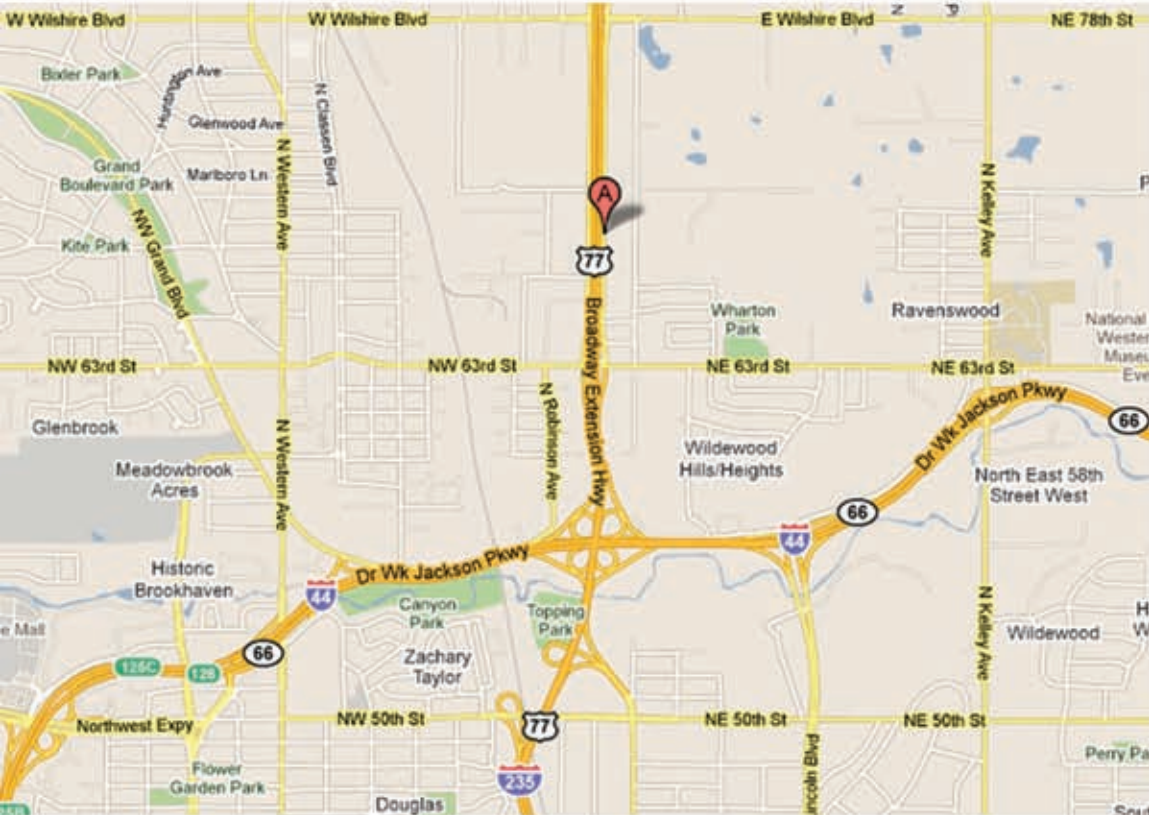 W Wilshire Blvd
N Wilshire Blvd
E Wilshire Blvd
N
Pl
NE 78th St
Bixler Park
Huntington Ave
Glenwood Ave
N Classen Blvd
N Western Ave
Grand
Boulevard Park
Marlboro Ln
N Kelley Ave
P
A
NW Grand Blvd
Kite Park
77
Broadway Extension Hwy
Wharton
Park
Ravenswood
National
Wester
Museu
Eve
NW 63rd St
NW 63rd St
NE 63rd St
NE 63rd St
N Robinson Ave
Dr Wk Jackson Pkwy
66
Glenbrook
N Western Ave
Meadowbrook
Acres
Wildewood
Hills/Heights
North East 58th
Street West
66
44
Dr Wk Jackson Pkwy
Historic
Brookhaven
44
Canyon
Park
Topping
Park
N Kelley Ave
H
W
e Mall
Wildewood
66
125C
126
Zachary
Taylor
Northwest Expy
NW 50th St
77
NE 50th St
NE 50th St
ncoln Blvd
Perry Pa
Flower
Garden Park
235
Douglas
25B
Sout